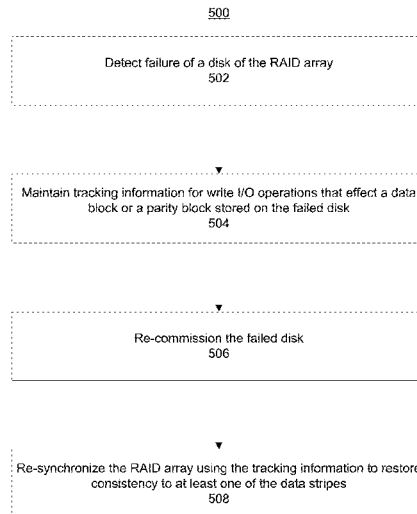 500
Detect failure of a disk of the RAID array
502
Maintain tracking information for write I/O operations that effect a data
block or a parity block stored on the failed disk
504
Re-commission the failed disk
506
Re-synchronize the RAID array using the tracking information to restore
consistency to at least one of the data stripes
508